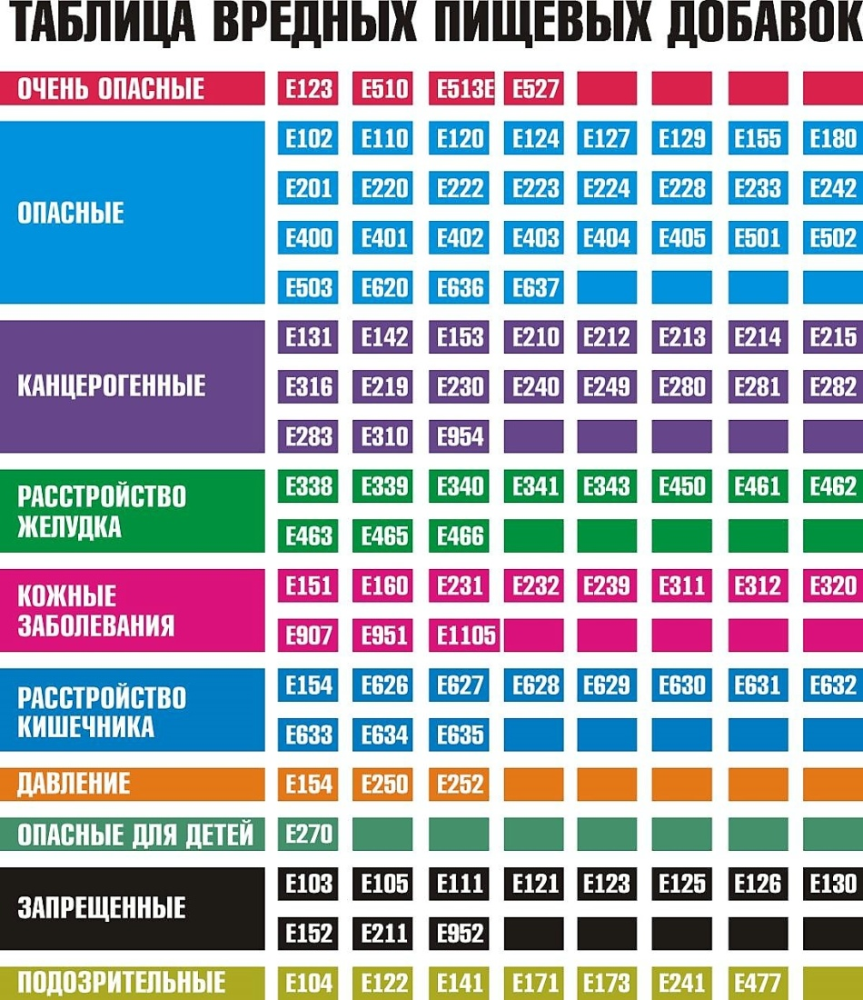 ТАБЛИЦА ВРЕДНЫХ ПИЩЕВЫХ ДОБАВОК
ОЧЕНЬ ОПАСНЫЕ E123 E510 E513E E527
ОПАСНЫЕ
E102 E110 E120 E124 E127 E129 E155 E180
E201 E220 E222 E223 E224 E228 E233 E242
E400 E401 E402 E403 E404 E405 E501 E502
E503 E620 E636 E637
КАНЦЕРОГЕННЫЕ
E131 E142 E153 E210 E212 E213 E214 E215
E316 E219 E230 E240 E249 E280 E281 E282
E283 E310 E954
РАССТРОЙСТВО
ЖЕЛУДКА
E338 E339 E340 E341 E343 E450 E461 E462
E463 E465 E466
КОЖНЫЕ
ЗАБОЛЕВАНИЯ
E151 E160 E231 E232 E239 E311 E312 E320
E907 E951 E1105
РАССТРОЙСТВО
КИШЕЧНИКА
E154 E626 E627 E628 E629 E630 E631 E632
E633 E634 E635
ДАВЛЕНИЕ E154 E250 E252
ОПАСНЫЕ ДЛЯ ДЕТЕЙ E270
ЗАПРЕЩЕННЫЕ
E103 E105 E111 E121 E123 E125 E126 E130
E152 E211 E952
ПОДОЗРИТЕЛЬНЫЕ E104 E122 E141 E171 E173 E241 E477